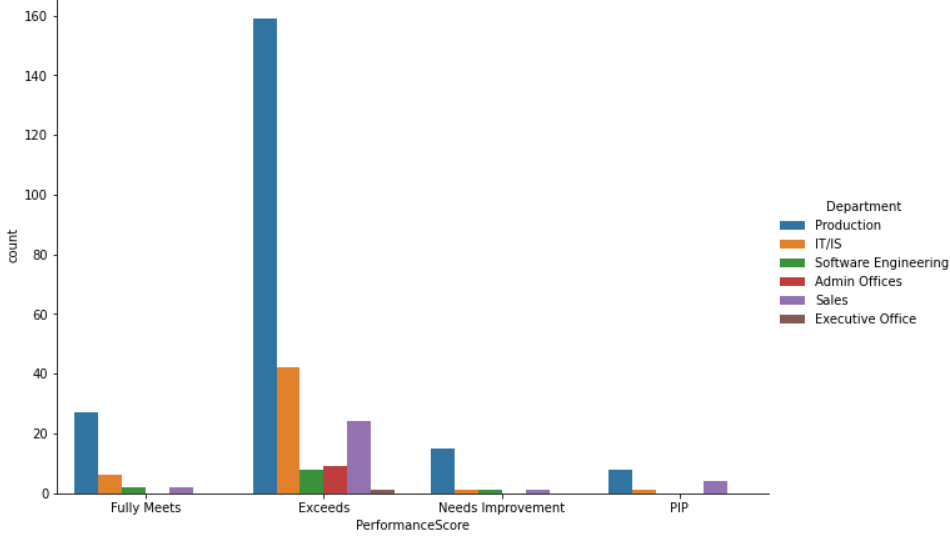 160
140
120
100
80
60
40
20
0
count
Fully Meets
Exceeds
Needs Improvement
PIP
PerformanceScore
Department
Production
IT/IS
Software Engineering
Admin Offices
Sales
Executive Office